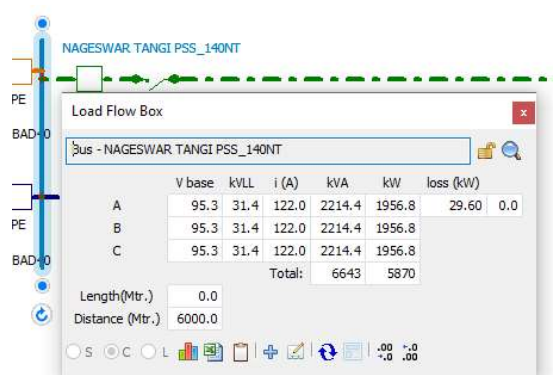 NAGESWAR TANGI PSS_140NT
PE
BAD-0
Load Flow Box
x
Bus - NAGESWAR TANGI PSS_140NT
V base kVLL i (A) kVA kW loss (kW)
A 95.3 31.4 122.0 2214.4 1956.8 29.60 0.0
B 95.3 31.4 122.0 2214.4 1956.8
C 95.3 31.4 122.0 2214.4 1956.8
Total: 6643 5870
PE
BAD-0
Length(Mtr.) 0.0
Distance (Mtr.) 6000.0
S C L .00 +.0 +.0 .00